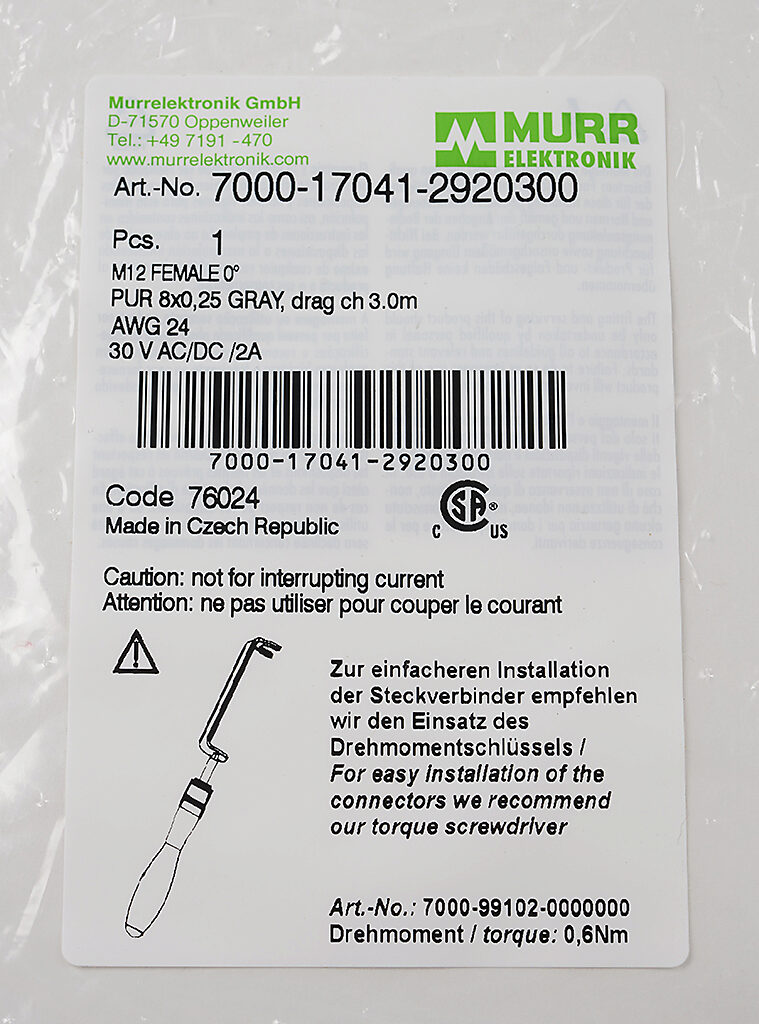 Murrelektronik GmbH
D-71570 Oppenweiler
Tel.: +49 7191 -470
www.murrelektronik.com
MURR
ELEKTRONIK
Art.-No. 7000-17041-2920300
Pcs. 1
M12 FEMALE 0°
PUR 8x0,25 GRAY, drag ch 3.0m
AWG 24
30 V AC/DC /2A
7000-17041-2920300
Code 76024
Made in Czech Republic
C SA ® US
Caution: not for interrupting current
Attention: ne pas utiliser pour couper le courant
Zur einfacheren Installation
der Steckverbinder empfehlen
wir den Einsatz des
Drehmomentschlüssels /
For easy installation of the
connectors we recommend
our torque screwdriver
Art.-No.: 7000-99102-0000000
Drehmoment / torque: 0,6Nm